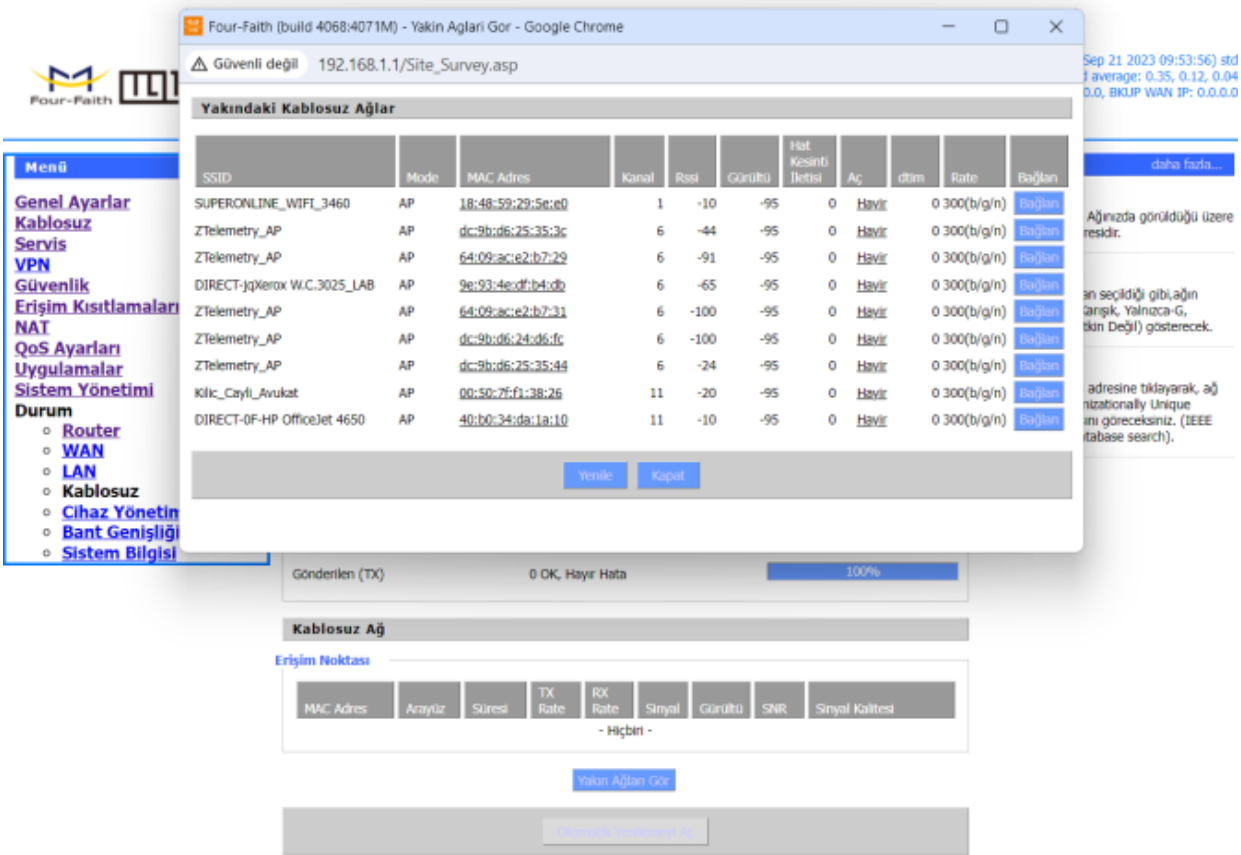 Four-Faith (build 4068:4071M) - Yakin Aglari Gor - Google Chrome
Güvenli değil 192.168.1.1/Site_Survey.asp
Four-Faith
Sep 21 2023 09:53:56) std
average: 0.35, 0.12, 0.04
0.0, BKUP WAN IP: 0.0.0.0
Yakındaki Kablosuz Ağlar
SSID Mode MAC Adres Kanal Rssi Gürültü Hat Kesinti İletisi Aç dtim Rate Bağlan
SUPERONLINE_WIFI_3460 AP 18:48:59:29:5e:e0 1 -10 -95 0 Hayir 0 300(b/g/n) Bağlan
ZTelemetry_AP AP dc:9b:d6:25:35:3c 6 -44 -95 0 Hayir 0 300(b/g/n) Bağlan
ZTelemetry_AP AP 64:09:ac:e2:b7:29 6 -91 -95 0 Hayir 0 300(b/g/n) Bağlan
DIRECT-jqXerox W.C.3025_LAB AP 9e:93:4e:df:b4:db 6 -65 -95 0 Hayir 0 300(b/g/n) Bağlan
ZTelemetry_AP AP 64:09:ac:e2:b7:31 6 -100 -95 0 Hayir 0 300(b/g/n) Bağlan
ZTelemetry_AP AP dc:9b:d6:24:d6:fc 6 -100 -95 0 Hayir 0 300(b/g/n) Bağlan
ZTelemetry_AP AP dc:9b:d6:25:35:44 6 -24 -95 0 Hayir 0 300(b/g/n) Bağlan
Kilic_Cayli_Avukat AP 00:50:7f:f1:38:26 11 -20 -95 0 Hayir 0 300(b/g/n) Bağlan
DIRECT-0F-HP OfficeJet 4650 AP 40:b0:34:da:1a:10 11 -10 -95 0 Hayir 0 300(b/g/n) Bağlan
Yenile Kapat
Menü
Genel Ayarlar
Kablosuz
Servis
VPN
Güvenlik
Erişim Kısıtlamaları
NAT
QoS Ayarları
Uygulamalar
Sistem Yönetimi
Durum
Router
WAN
LAN
Kablosuz
Cihaz Yönetim
Bant Genişliği
Sistem Bilgisi
daha fazla...
Ağınızda görüldüğü üzere
residir.
an seçildiği gibi,ağın
Karışık, Yalnızca-G,
tkin Değil) gösterecek.
adresine tıklayarak, ağ
nizationally Unique
ını göreceksiniz. (IEEE
tabase search).
Gönderilen (TX) 0 OK, Hayır Hata 100%
Kablosuz Ağ
Erişim Noktası
MAC Adres Arayüz Süresi TX Rate RX Rate Sinyal Gürültü SNR Sinyal Kalitesi
- Hiçbiri -
Yakın Ağları Gör
Otomatik Yenilemeyi Aç